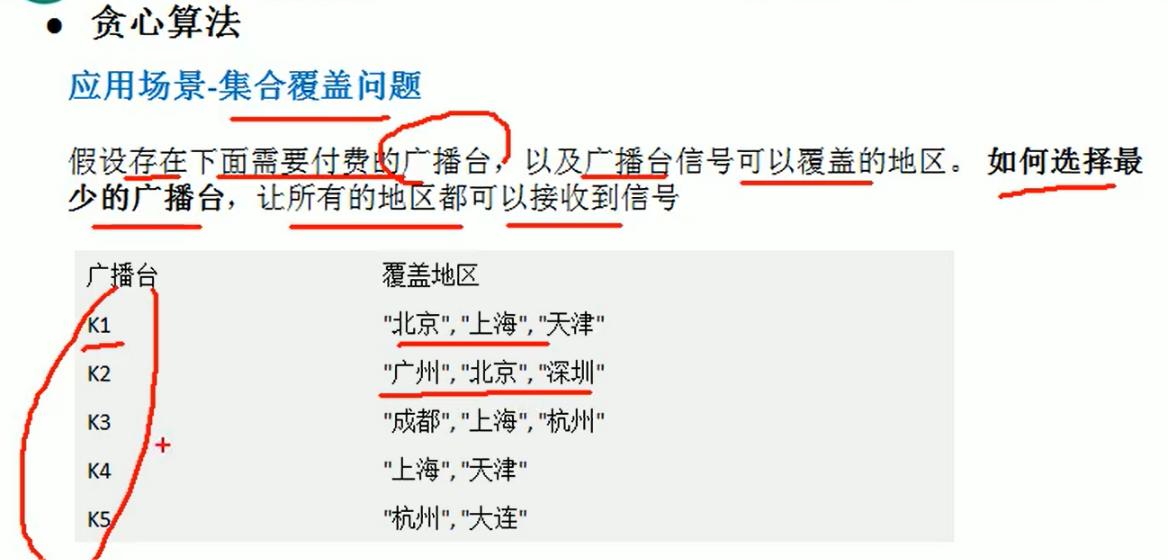 ● 贪心算法
应用场景-集合覆盖问题
假设存在下面需要付费的广播台，以及广播台信号可以覆盖的地区。 如何选择最
少的广播台，让所有的地区都可以接收到信号
广播台 覆盖地区
K1 "北京","上海","天津"
K2 "广州","北京","深圳"
K3 "成都","上海","杭州"
K4 "上海","天津"
K5 "杭州","大连"